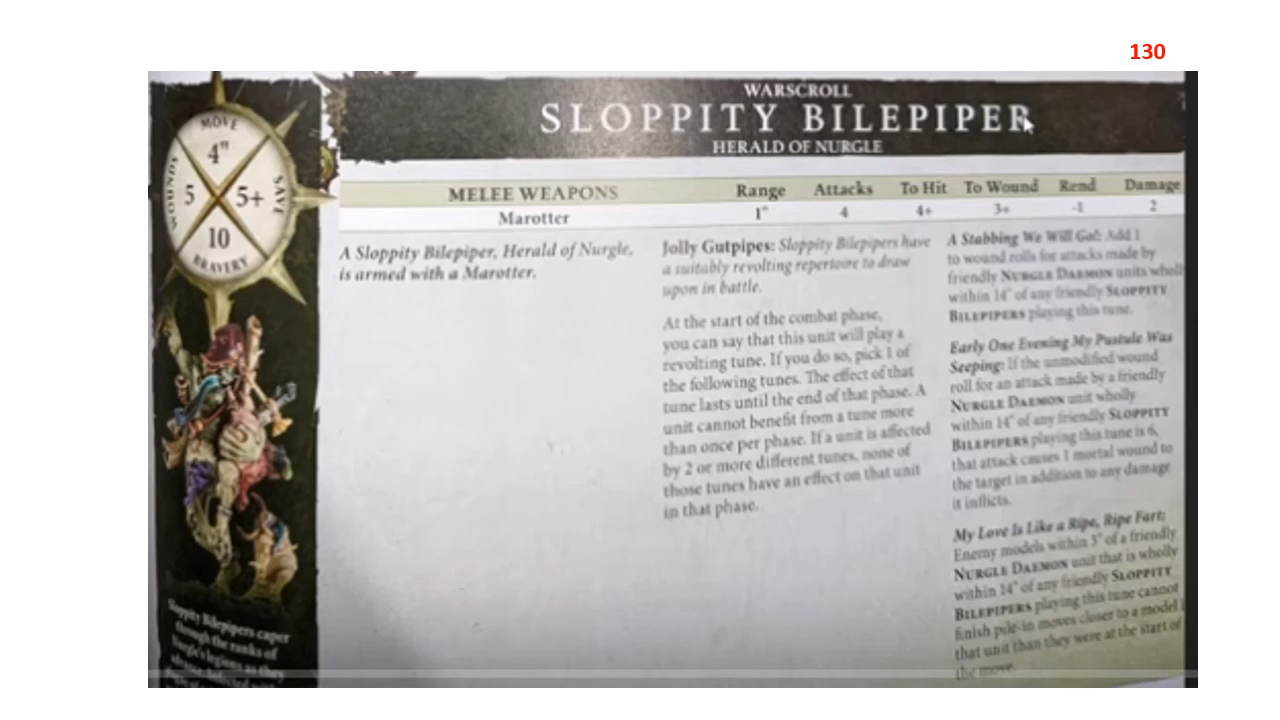 130
WARSCROLL
SLOPPITY BILEPIPER
HERALD OF NURGLE
MOVE
4"
WOUNDS
5
5+
SAVE
10
BRAVERY
MELEE WEAPONS Range Attacks To Hit To Wound Rend Damage
Marotter 1" 4 4+ 3+ -1 2
A Sloppity Bilepiper, Herald of Nurgle,
is armed with a Marotter.
Jolly Gutpipes: Sloppity Bilepipers have
a suitably revolting repertoire to draw
upon in battle.
At the start of the combat phase,
you can say that this unit will play a
revolting tune. If you do so, pick 1 of
the following tunes. The effect of that
tune lasts until the end of that phase. A
unit cannot benefit from a tune more
than once per phase. If a unit is affected
by 2 or more different tunes, none of
those tunes have an effect on that unit
in that phase.
A Stabbing We Will Go!: Add 1
to wound rolls for attacks made by
friendly NURGLE DAEMON units wholl
within 14" of any friendly SLOPPITY
BILEPIPERS playing this tune.
Early One Evening My Pustule Was
Seeping: If the unmodified wound
roll for an attack made by a friendly
NURGLE DAEMON unit wholly
within 14" of any friendly SLOPPITY
BILEPIPERS playing this tune is 6,
that attack causes 1 mortal wound to
the target in addition to any damage
it inflicts.
My Love Is Like a Ripe, Ripe Fart:
Enemy models within 3" of a friendly
NURGLE DAEMON unit that is wholly
within 14" of any friendly SLOPPITY
BILEPIPERS playing this tune cannot
finish pile-in moves closer to a model
that unit than they were at the start of
the move.
Sloppity Bilepipers caper
through the ranks of
Nurgle's legions as they